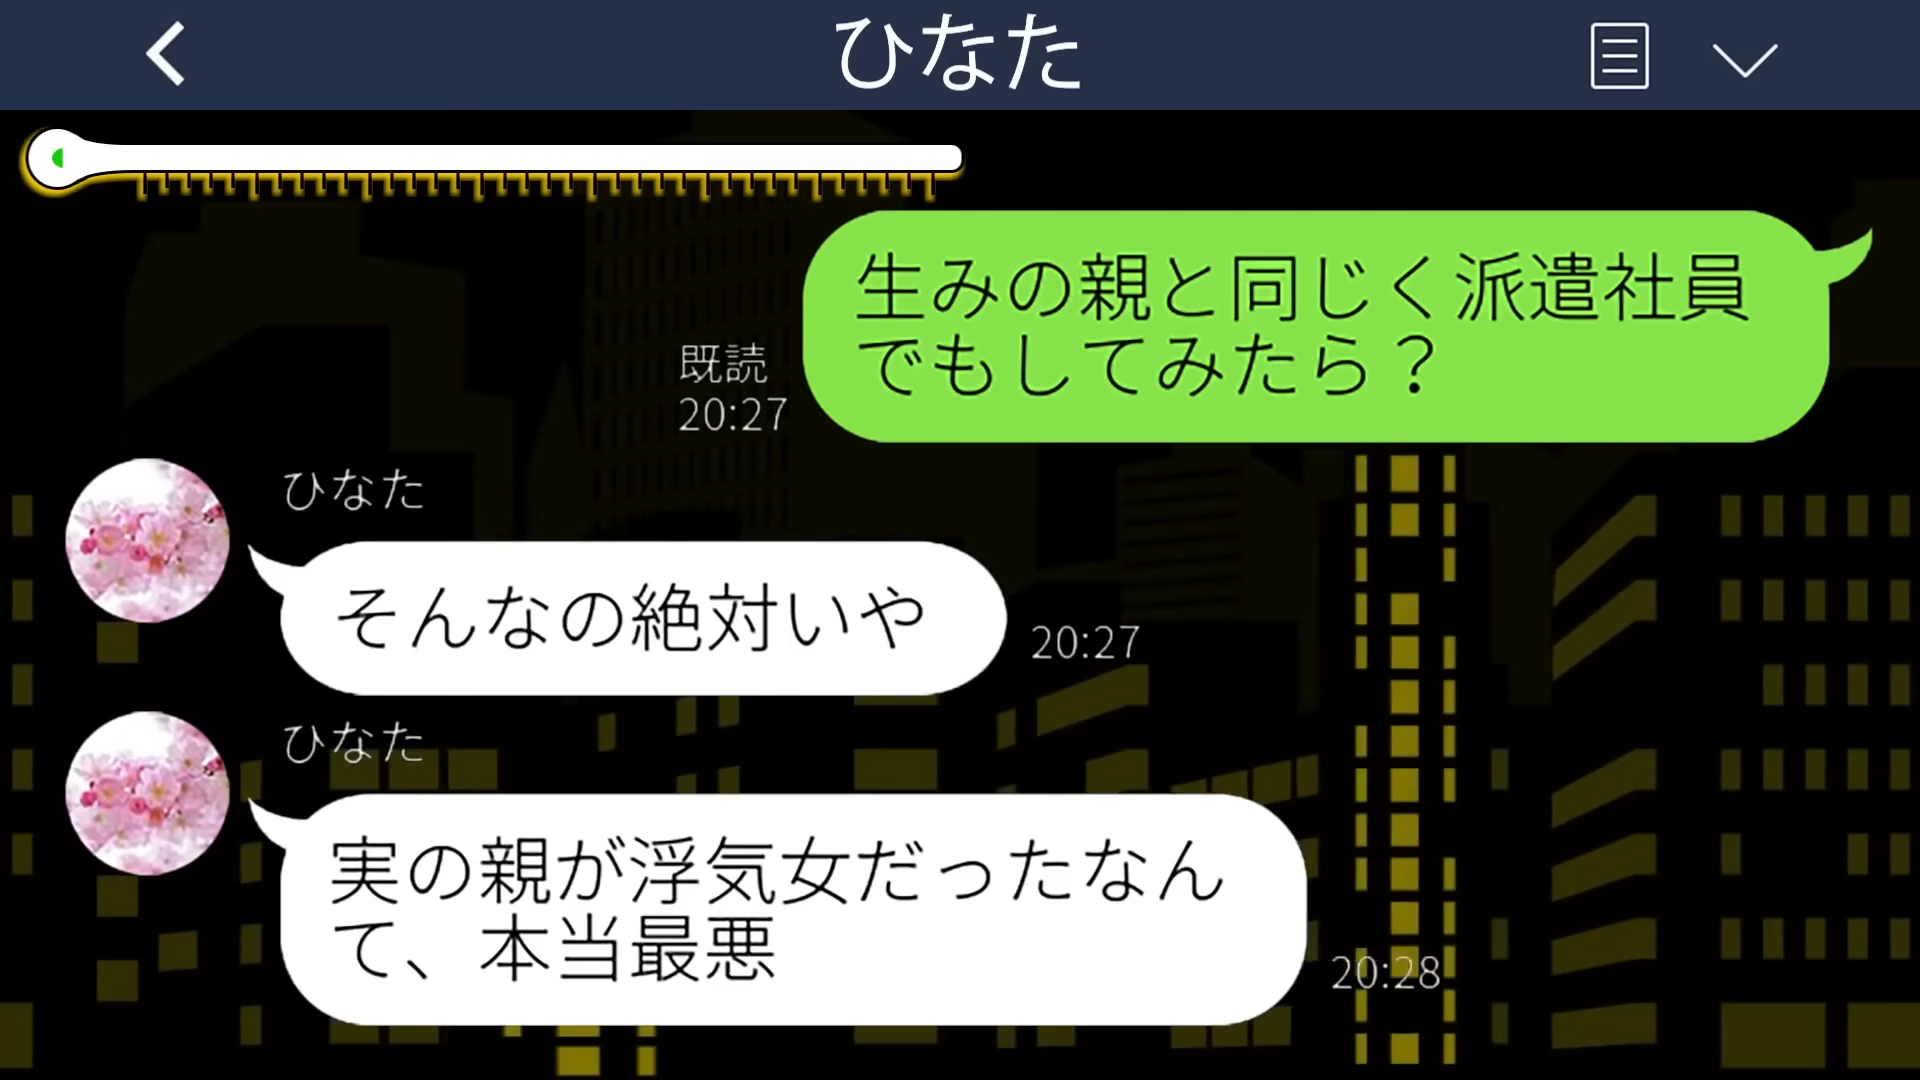 ひなた
生みの親と同じく派遣社員
でもしてみたら？
既読
20:27
ひなた
そんなの絶対いや
20:27
ひなた
実の親が浮気女だったなん
て、本当最悪
20:28